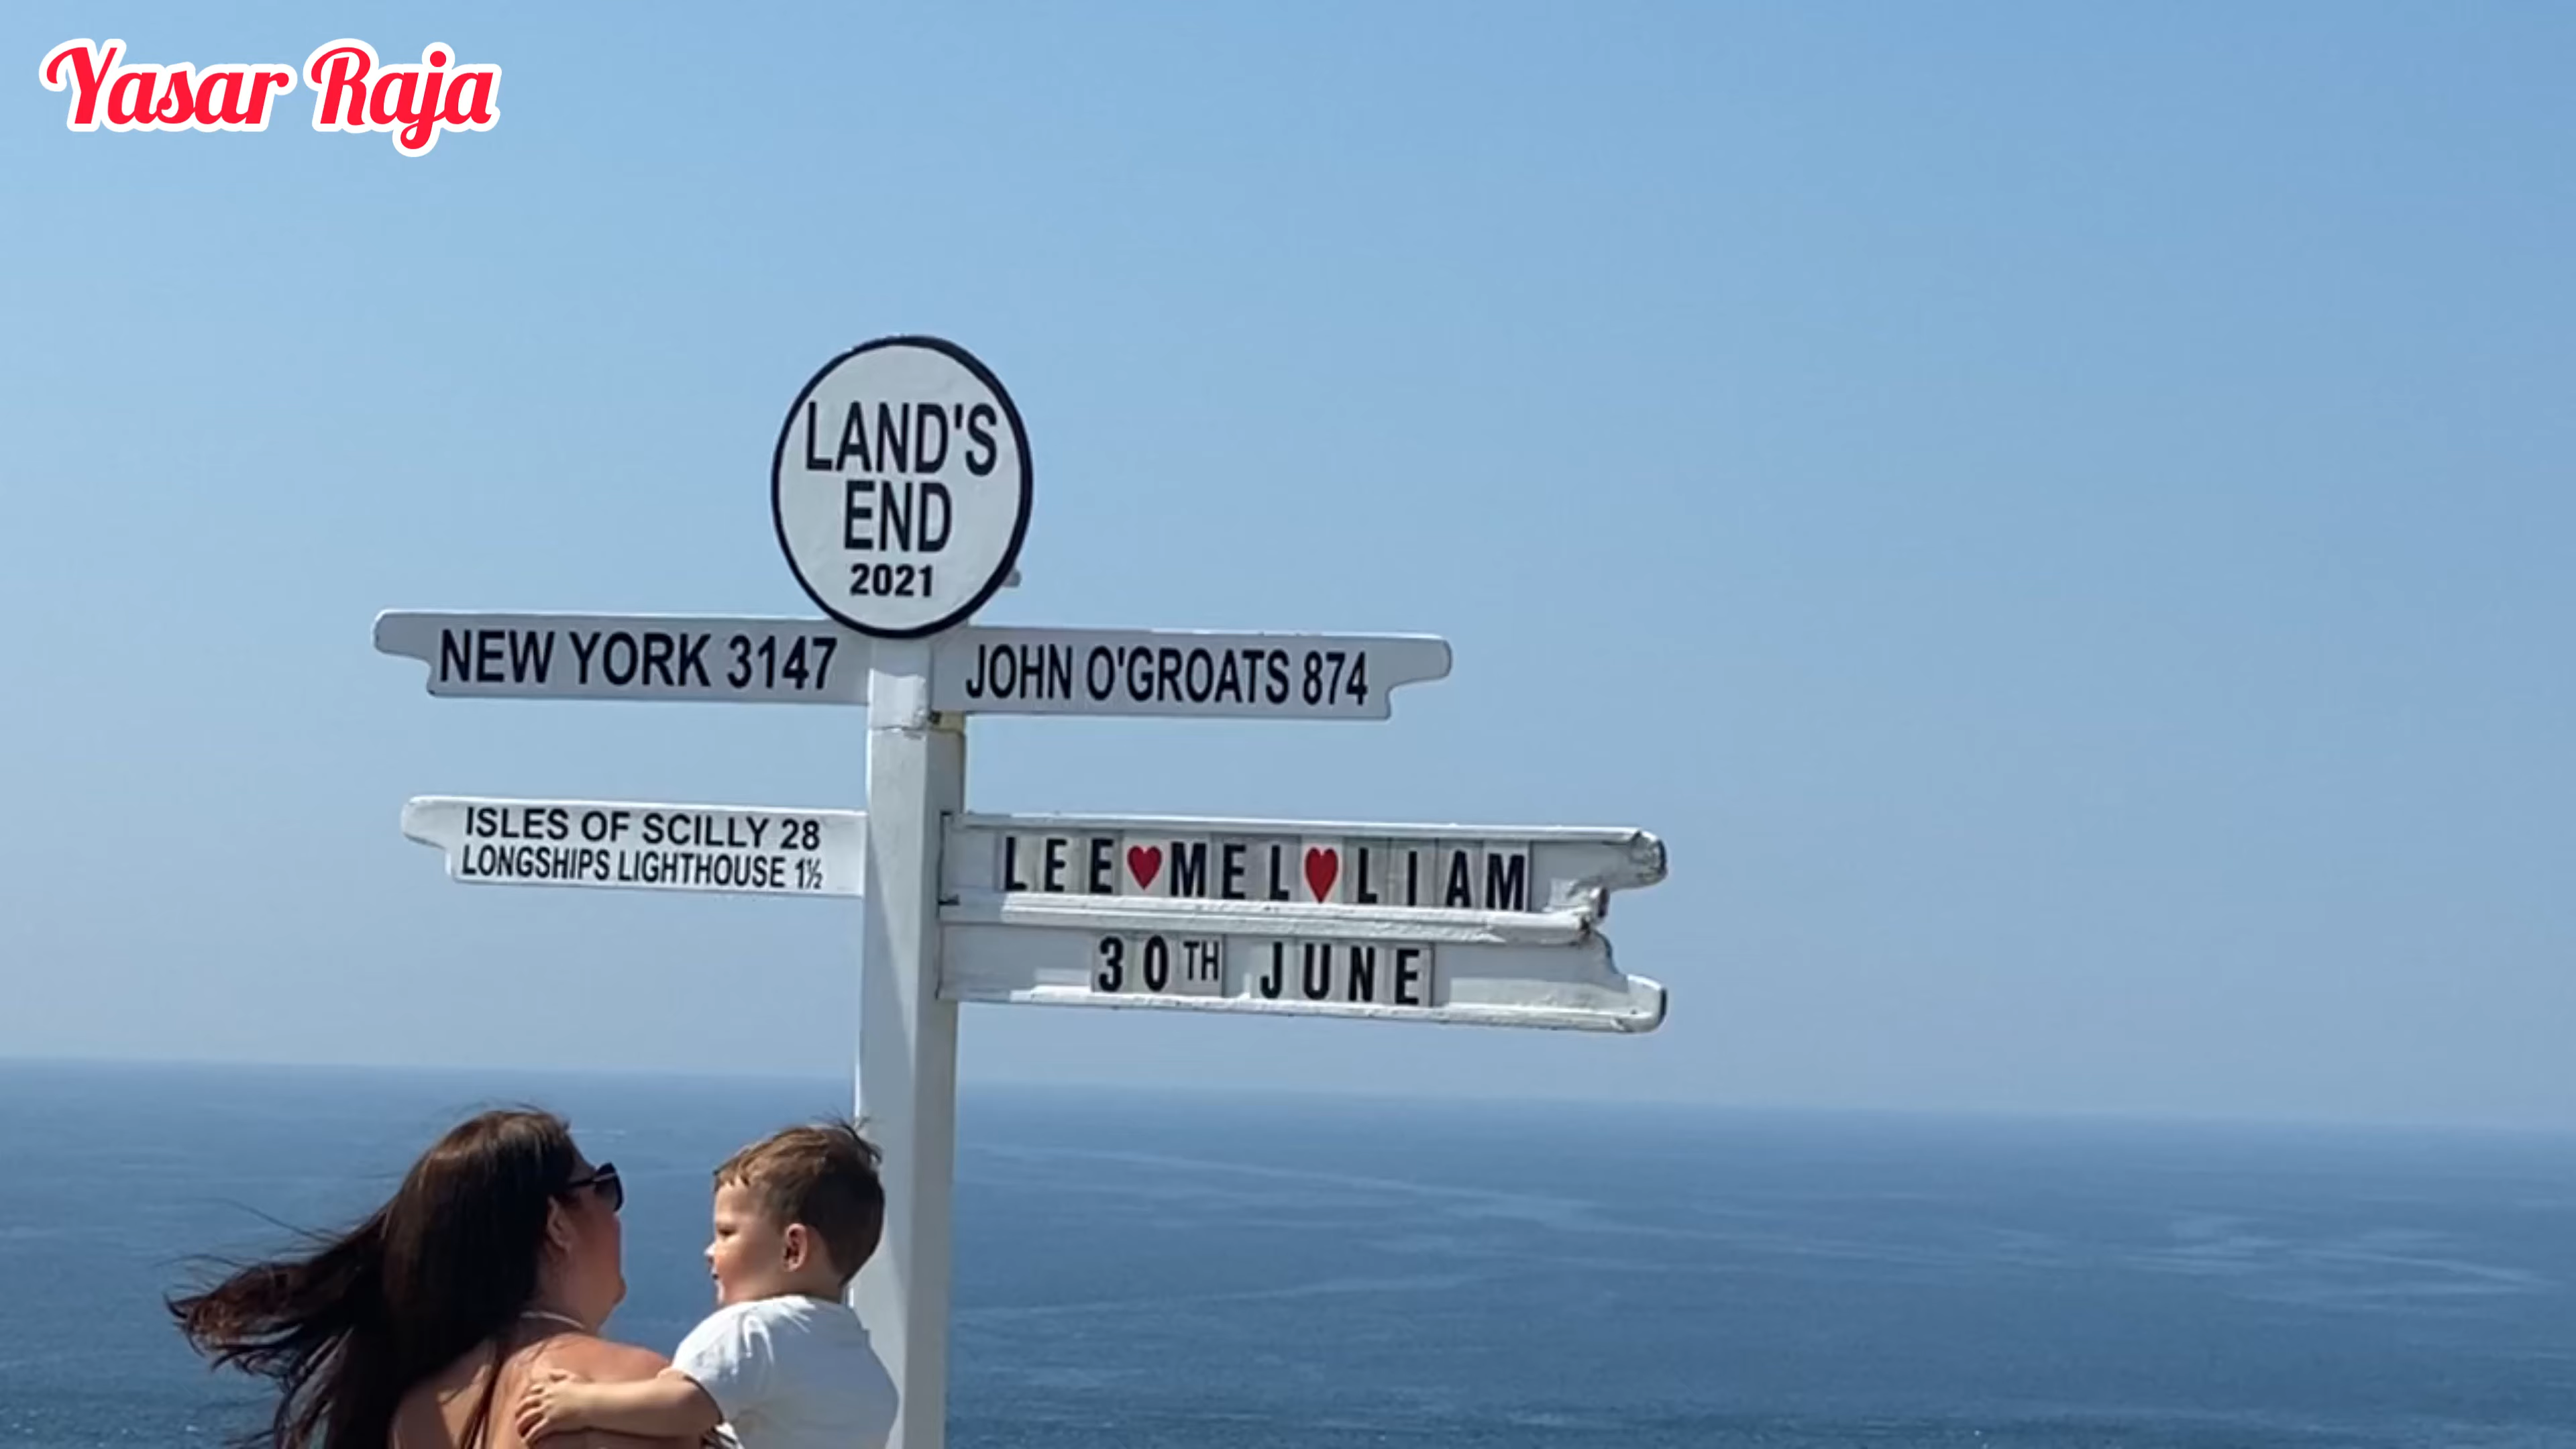 Yasar Raja
LAND'S
END
2021
NEW YORK 3147
JOHN O'GROATS 874
ISLES OF SCILLY 28
LONGSHIPS LIGHTHOUSE 1½
LEE♥MEL♥LIAM
30TH JUNE